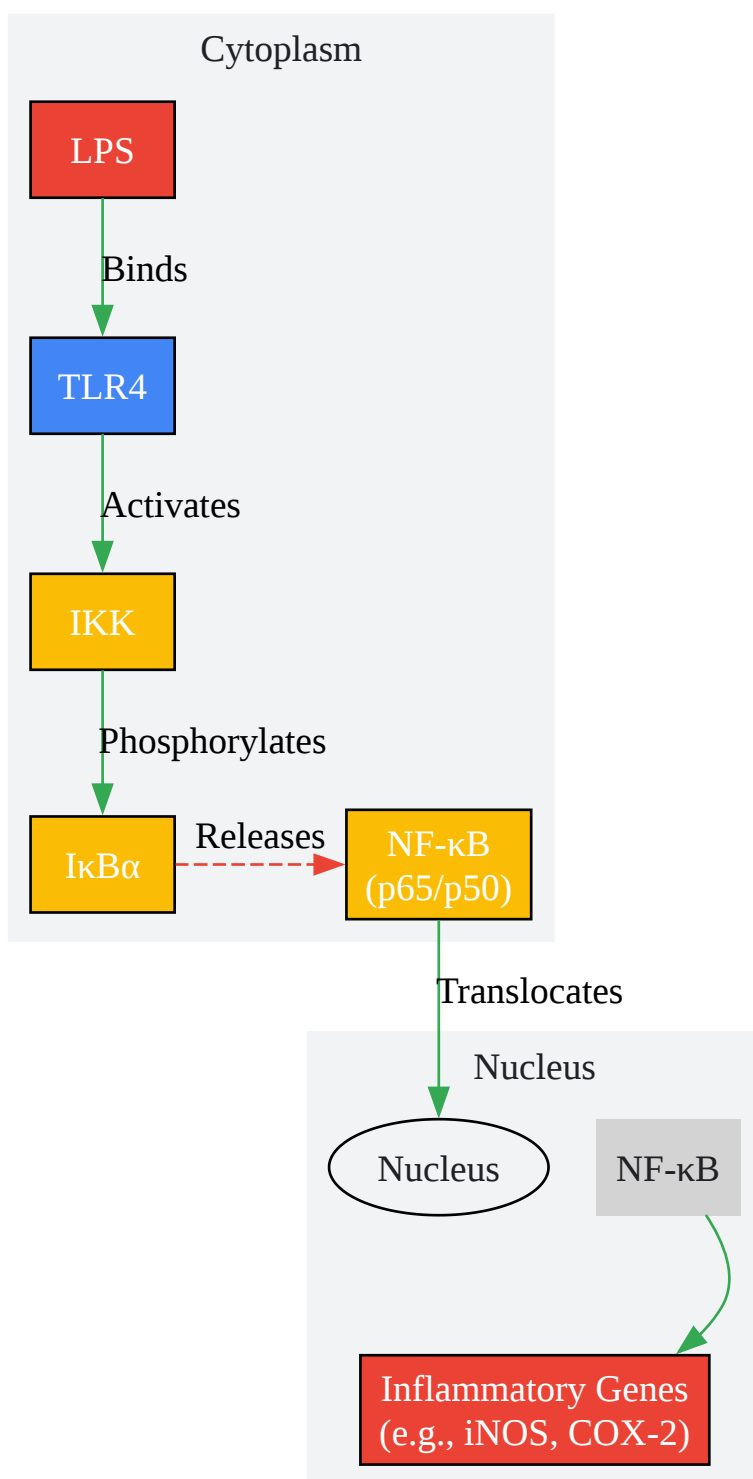 Cytoplasm
LPS
Binds
TLR4
Activates
IKK
Phosphorylates
IκBα
Releases
NF-κB
(p65/p50)
Translocates
Nucleus
Nucleus
NF-κB
Inflammatory Genes
(e.g., iNOS, COX-2)